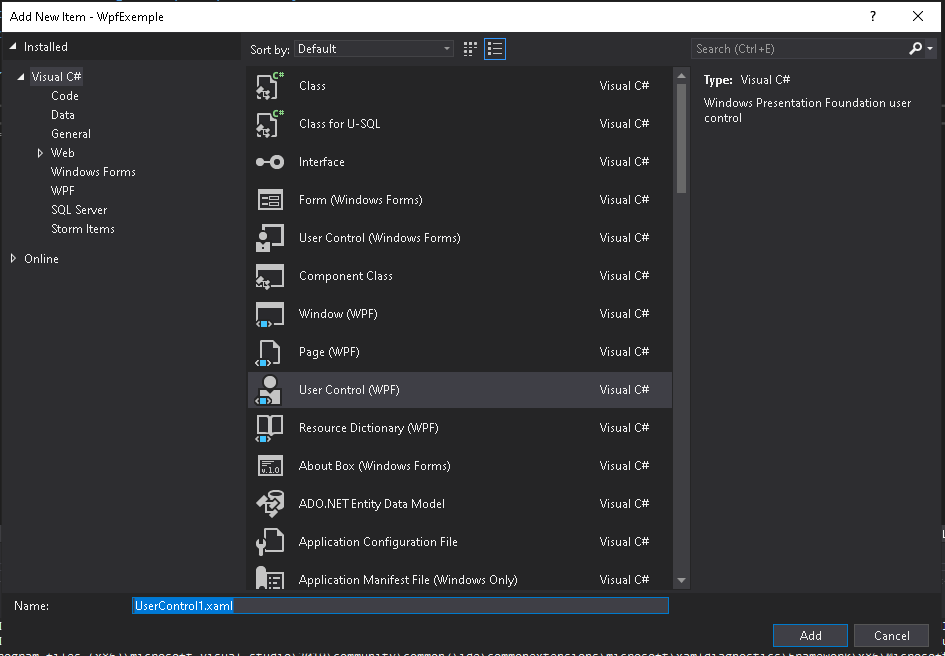 Add New Item - WpfExemple
?
Installed
Sort by: Default
Search (Ctrl+E)
Visual C#
Code
Data
General
Web
Windows Forms
WPF
SQL Server
Storm Items
Online
Class Visual C#
Class for U-SQL Visual C#
Interface Visual C#
Form (Windows Forms) Visual C#
User Control (Windows Forms) Visual C#
Component Class Visual C#
Window (WPF) Visual C#
Page (WPF) Visual C#
User Control (WPF) Visual C#
Resource Dictionary (WPF) Visual C#
About Box (Windows Forms) Visual C#
ADO.NET Entity Data Model Visual C#
Application Configuration File Visual C#
Application Manifest File (Windows Only) Visual C#
Type: Visual C#
Windows Presentation Foundation user
control
Name: UserControl1.xaml
Add Cancel